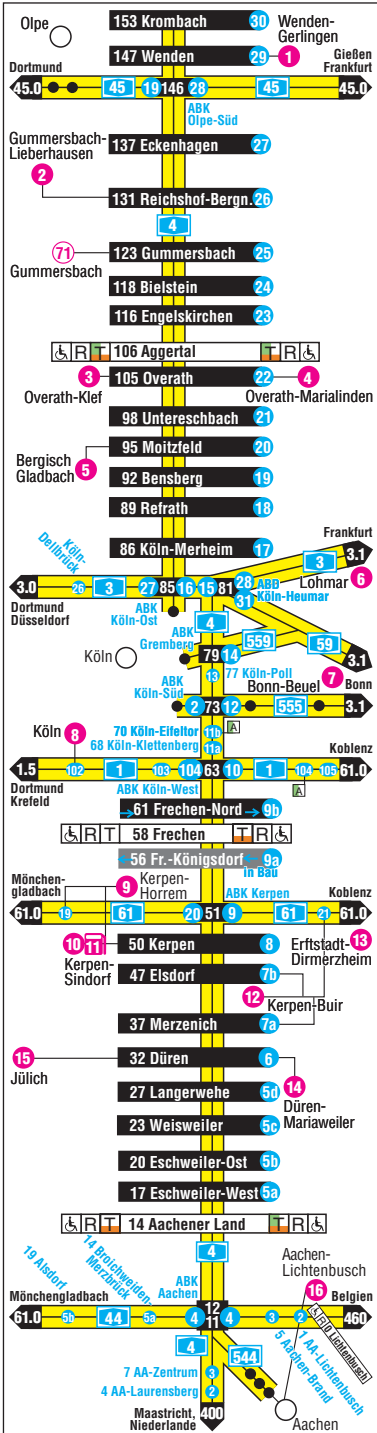 Olpe
153 Krombach 30
Wenden-
Gerlingen
147 Wenden 29 1
Dortmund
Gießen
Frankfurt
45.0 45 19 146 28 45 45.0
ABK
Olpe-Süd
Gummersbach-
Lieberhausen
137 Eckenhagen 27
2
131 Reichshof-Bergn. 26
4
71
123 Gummersbach 25
Gummersbach
118 Bielstein 24
116 Engelskirchen 23
R T 106 Aggertal T R
3
105 Overath 22 4
Overath-Klef
Overath-Marialinden
98 Untereschbach 21
95 Moitzfeld 20
Bergisch
Gladbach 5
92 Bensberg 19
89 Refrath 18
86 Köln-Merheim 17
Köln-
Dellbrück
Frankfurt
3 3.1
Lohmar 6
3.0 26 3 27 85 16 15 81 28
31
ABD
Köln-Heumar
Dortmund
Düsseldorf
ABK
Köln-Ost
4
559
59
3.1
ABK
Gremberg
Köln
79 14
13 77 Köln-Poll
7
Bonn-Beuel
Bonn
ABK
Köln-Süd
2 73 12 555 3.1
A
70 Köln-Eifeltor 11b
68 Köln-Klettenberg 11a
Köln 8
Koblenz
1.5 102 1 103 104 63 10 1 104 105 61.0
Dortmund
Krefeld
ABK Köln-West
A
61 Frechen-Nord 9b
R T 58 Frechen T R
56 Fr.-Königsdorf 9a
in Bau
Mönchen-
gladbach
9 Kerpen-
Horrem
ABK Kerpen
Koblenz
61.0 19 61 20 51 9 61 21 61.0
10 11
Kerpen-
Sindorf
50 Kerpen 8
Erftstadt- 13
Dirmerzheim
47 Elsdorf 7b
12
Kerpen-Buir
37 Merzenich 7a
15
Jülich
32 Düren 6
14
Düren-
Mariaweiler
27 Langerwehe 5d
23 Weisweiler 5c
20 Eschweiler-Ost 5b
17 Eschweiler-West 5a
R T 14 Aachener Land T R
4
19 Alsdorf
14 Broichweiden-
Merzbrück
ABK
Aachen
Aachen-
Lichtenbusch
16
Mönchengladbach
Belgien
61.0 5b 44 5a 4 12
11 4 3 2 460
R 0 Lichtenbusch
1 AA-Lichtenbusch
5 Aachen-Brand
4
544
7 AA-Zentrum 3
4 AA-Laurensberg 2
Maastricht,
Niederlande
400
Aachen